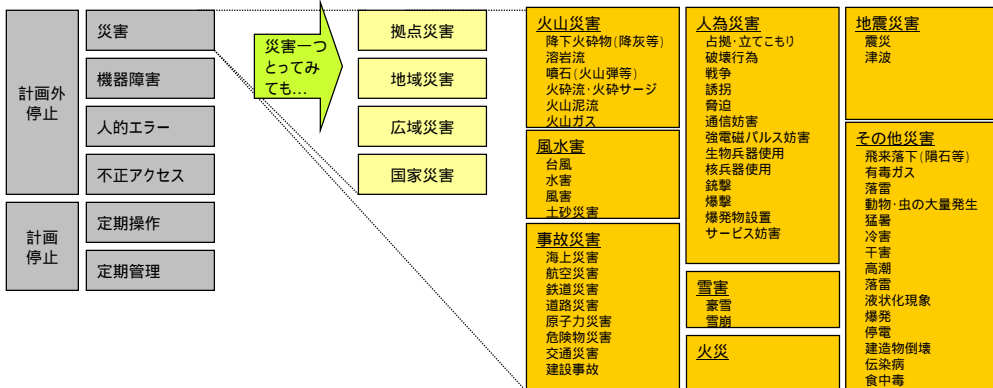 計画外
停止
災害
機器障害
人的エラー
不正アクセス
計画
停止
定期操作
定期管理
災害一つ
とってみ
ても...
拠点災害
地域災害
広域災害
国家災害
火山災害
降下火砕物(降灰等)
溶岩流
噴石(火山弾等)
火砕流・火砕サージ
火山泥流
火山ガス
風水害
台風
水害
風害
土砂災害
事故災害
海上災害
航空災害
鉄道災害
道路災害
原子力災害
危険物災害
交通災害
建設事故
人為災害
占拠・立てこもり
破壊行為
戦争
誘拐
脅迫
通信妨害
強電磁パルス妨害
生物兵器使用
核兵器使用
銃撃
爆撃
爆発物設置
サービス妨害
雪害
豪雪
雪崩
火災
地震災害
震災
津波
その他災害
飛来落下(隕石等)
有毒ガス
落雷
動物・虫の大量発生
猛暑
冷害
干害
高潮
落雷
液状化現象
爆発
停電
建造物倒壊
伝染病
食中毒